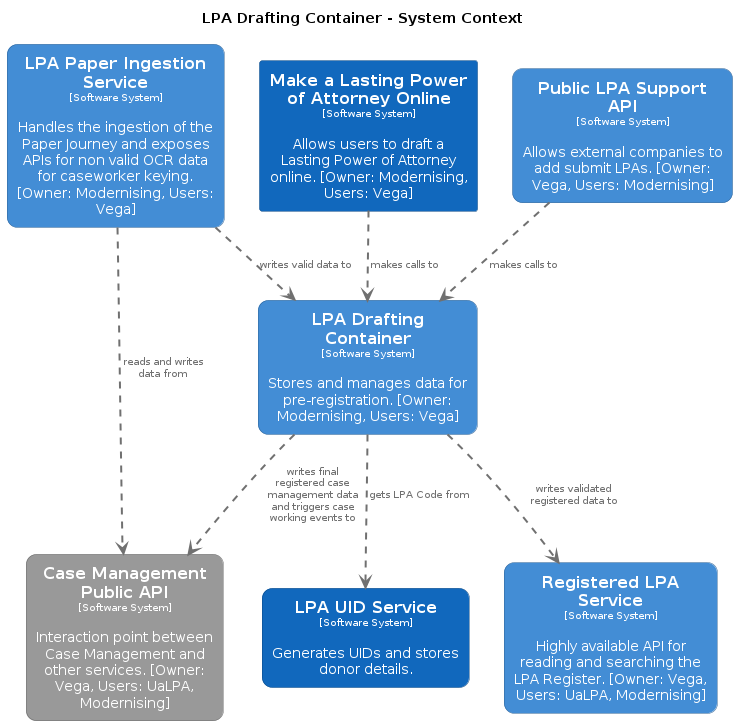 LPA Drafting Container - System Context
LPA Paper Ingestion
Service
[Software System]
Handles the ingestion of the
Paper Journey and exposes
APIs for non valid OCR data
for caseworker keying.
[Owner: Modernising, Users:
Vega]
Make a Lasting Power
of Attorney Online
[Software System]
Allows users to draft a
Lasting Power of Attorney
online. [Owner: Modernising,
Users: Vega]
Public LPA Support
API
[Software System]
Allows external companies to
add submit LPAs. [Owner:
Vega, Users: Modernising]
writes valid data to
makes calls to
makes calls to
LPA Drafting
Container
[Software System]
Stores and manages data for
pre-registration. [Owner:
Modernising, Users: Vega]
reads and writes
data from
writes final
registered case
management data
and triggers case
working events to
gets LPA Code from
writes validated
registered data to
Case Management
Public API
[Software System]
Interaction point between
Case Management and
other services. [Owner:
Vega, Users: UaLPA,
Modernising]
LPA UID Service
[Software System]
Generates UIDs and stores
donor details.
Registered LPA
Service
[Software System]
Highly available API for
reading and searching the
LPA Register. [Owner: Vega,
Users: UaLPA, Modernising]